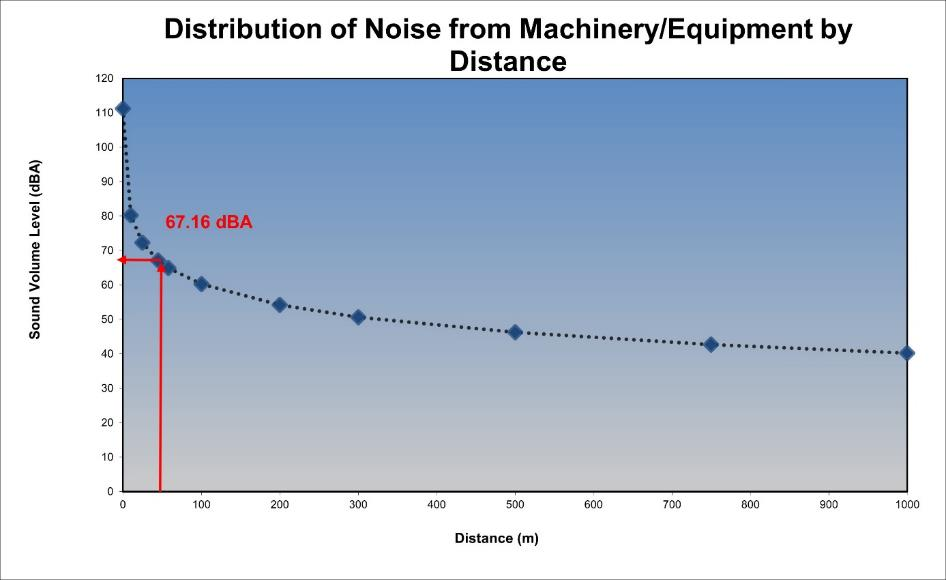 Distribution of Noise from Machinery/Equipment by
Distance
Sound Volume Level (dBA)
120
110
100
90
80
70
60
50
40
30
20
10
0
67.16 dBA
0 100 200 300 400 500 600 700 800 900 1000
Distance (m)